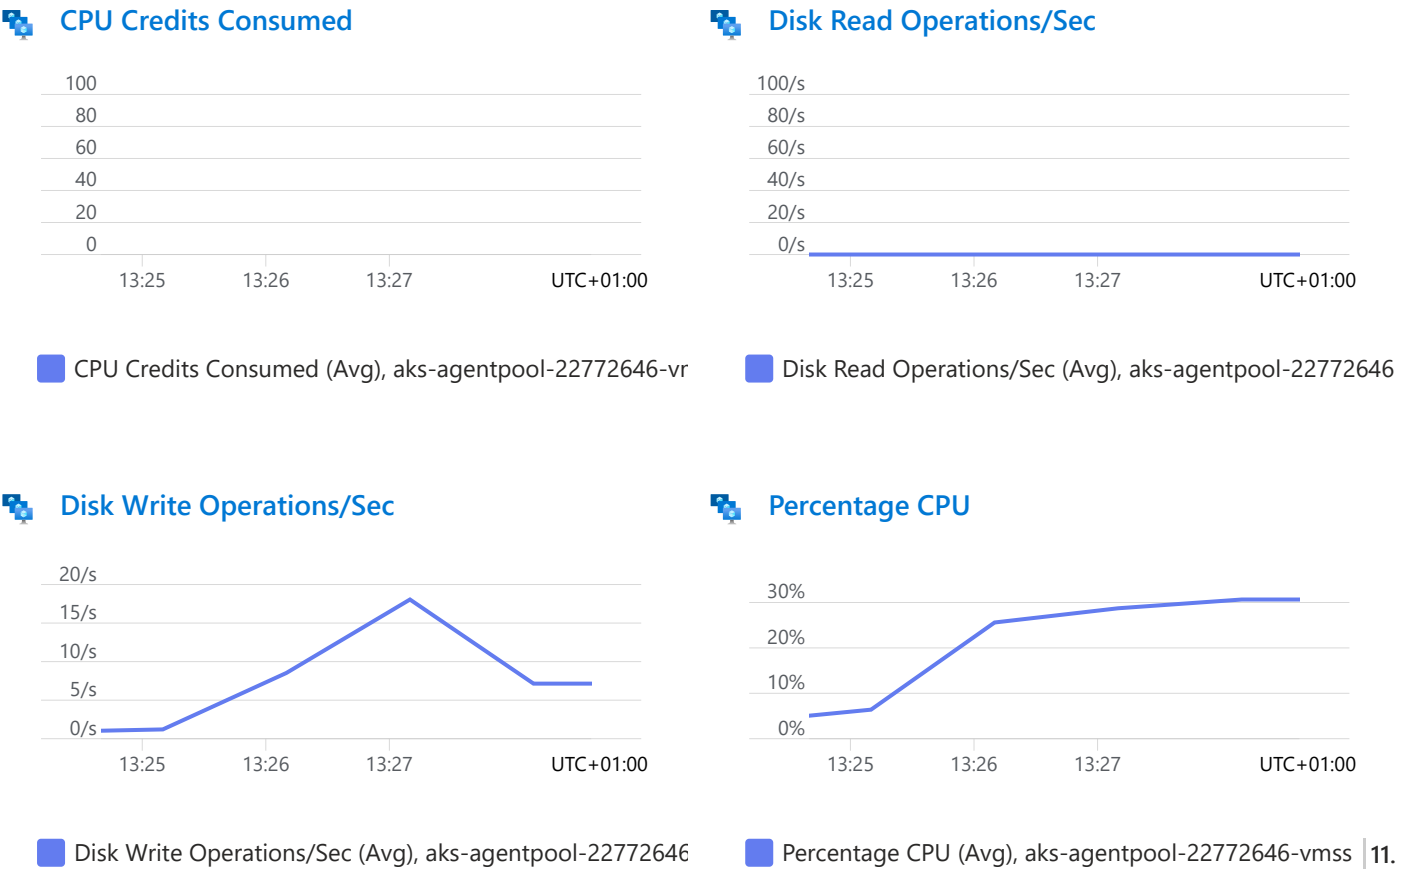 CPU Credits Consumed
100
80
60
40
20
0
13:25 13:26 13:27 UTC+01:00
CPU Credits Consumed (Avg), aks-agentpool-22772646-vr
Disk Read Operations/Sec
100/s
80/s
60/s
40/s
20/s
0/s
13:25 13:26 13:27 UTC+01:00
Disk Read Operations/Sec (Avg), aks-agentpool-22772646
Disk Write Operations/Sec
20/s
15/s
10/s
5/s
0/s
13:25 13:26 13:27 UTC+01:00
Disk Write Operations/Sec (Avg), aks-agentpool-22772646
Percentage CPU
30%
20%
10%
0%
13:25 13:26 13:27 UTC+01:00
Percentage CPU (Avg), aks-agentpool-22772646-vmss 11.